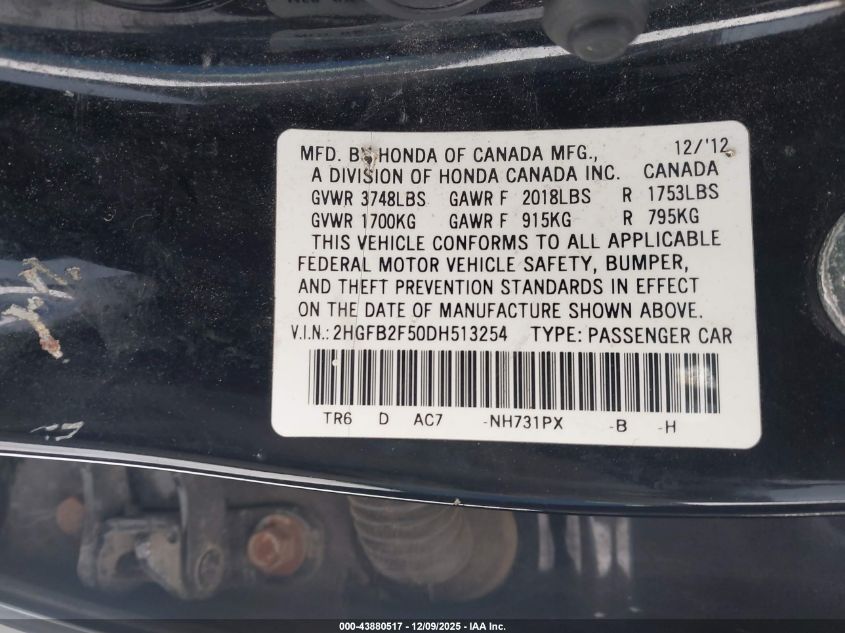 MFD. BY HONDA OF CANADA MFG., 12/'12
A DIVISION OF HONDA CANADA INC. CANADA
GVWR 3748LBS GAWR F 2018LBS R 1753LBS
GVWR 1700KG GAWR F 915KG R 795KG
THIS VEHICLE CONFORMS TO ALL APPLICABLE
FEDERAL MOTOR VEHICLE SAFETY, BUMPER,
AND THEFT PREVENTION STANDARDS IN EFFECT
ON THE DATE OF MANUFACTURE SHOWN ABOVE.
V.I.N.: 2HGFB2F50DH513254 TYPE: PASSENGER CAR
TR6 D AC7 -NH731PX -B -H
000-43880517 - 12/09/2025 - IAA Inc.